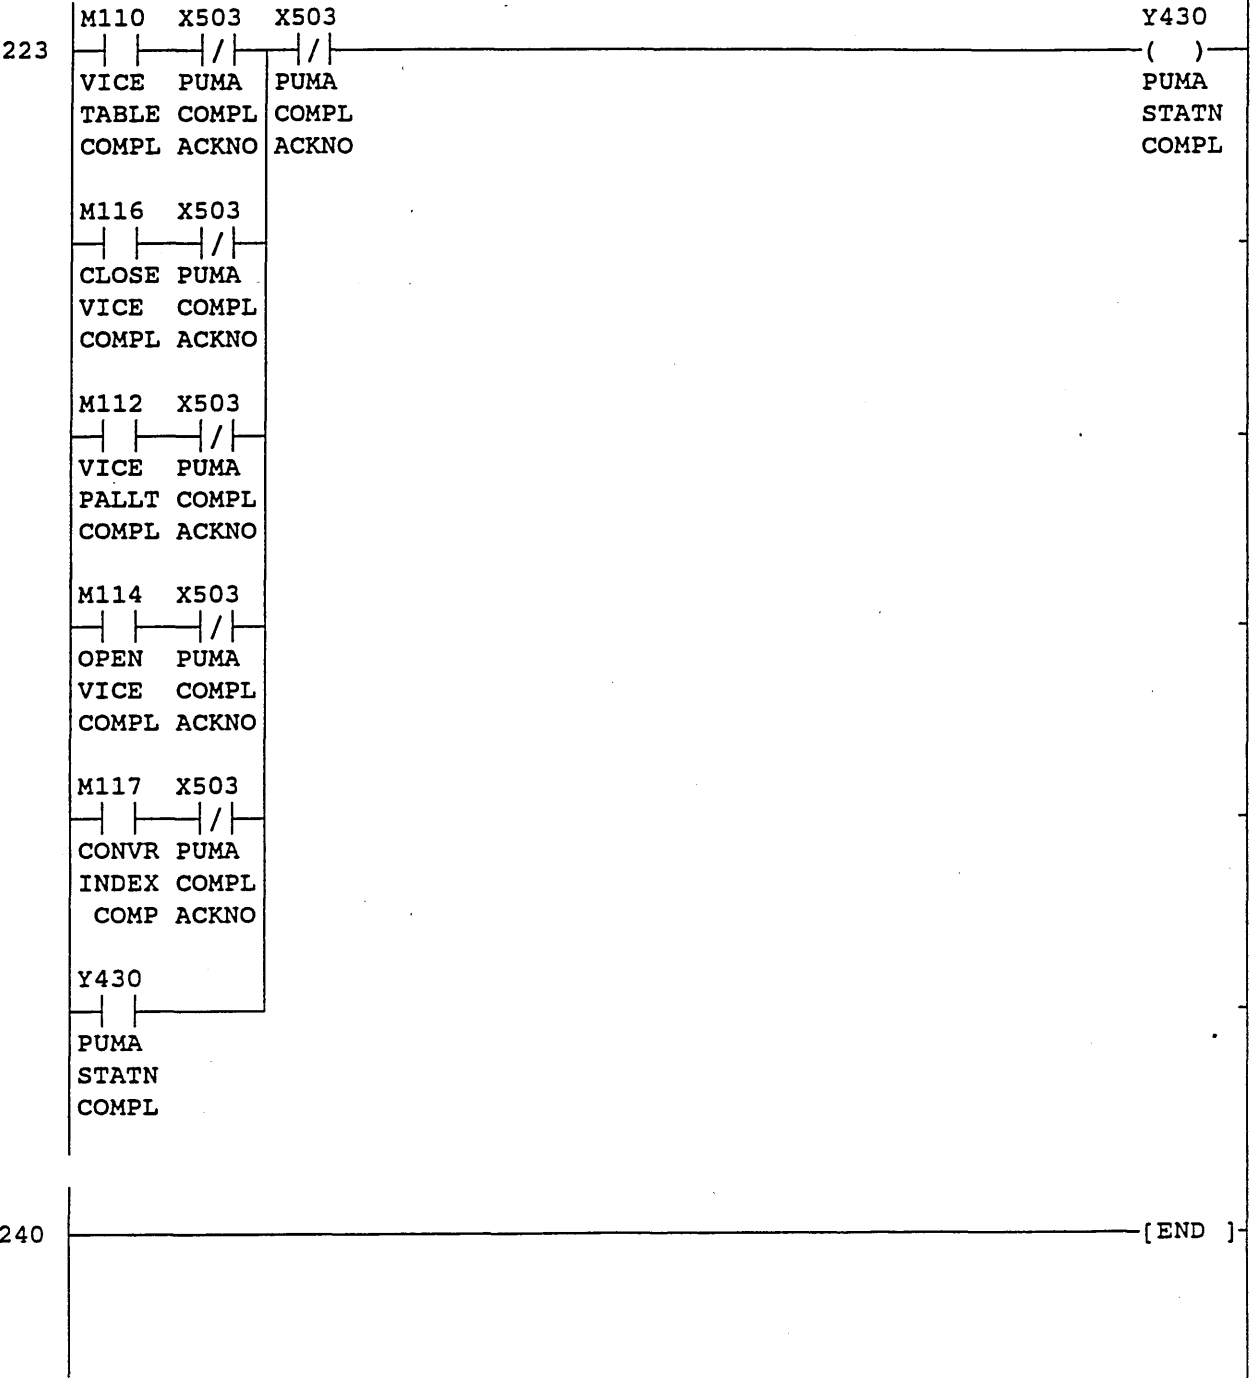 M110 X503 X503 Y430
223 ( )
VICE PUMA PUMA PUMA
TABLE COMPL COMPL STATN
COMPL ACKNO ACKNO COMPL
M116 X503
CLOSE PUMA
VICE COMPL
COMPL ACKNO
M112 X503
VICE PUMA
PALLT COMPL
COMPL ACKNO
M114 X503
OPEN PUMA
VICE COMPL
COMPL ACKNO
M117 X503
CONVR PUMA
INDEX COMPL
COMP ACKNO
Y430
PUMA
STATN
COMPL
240 [END ]